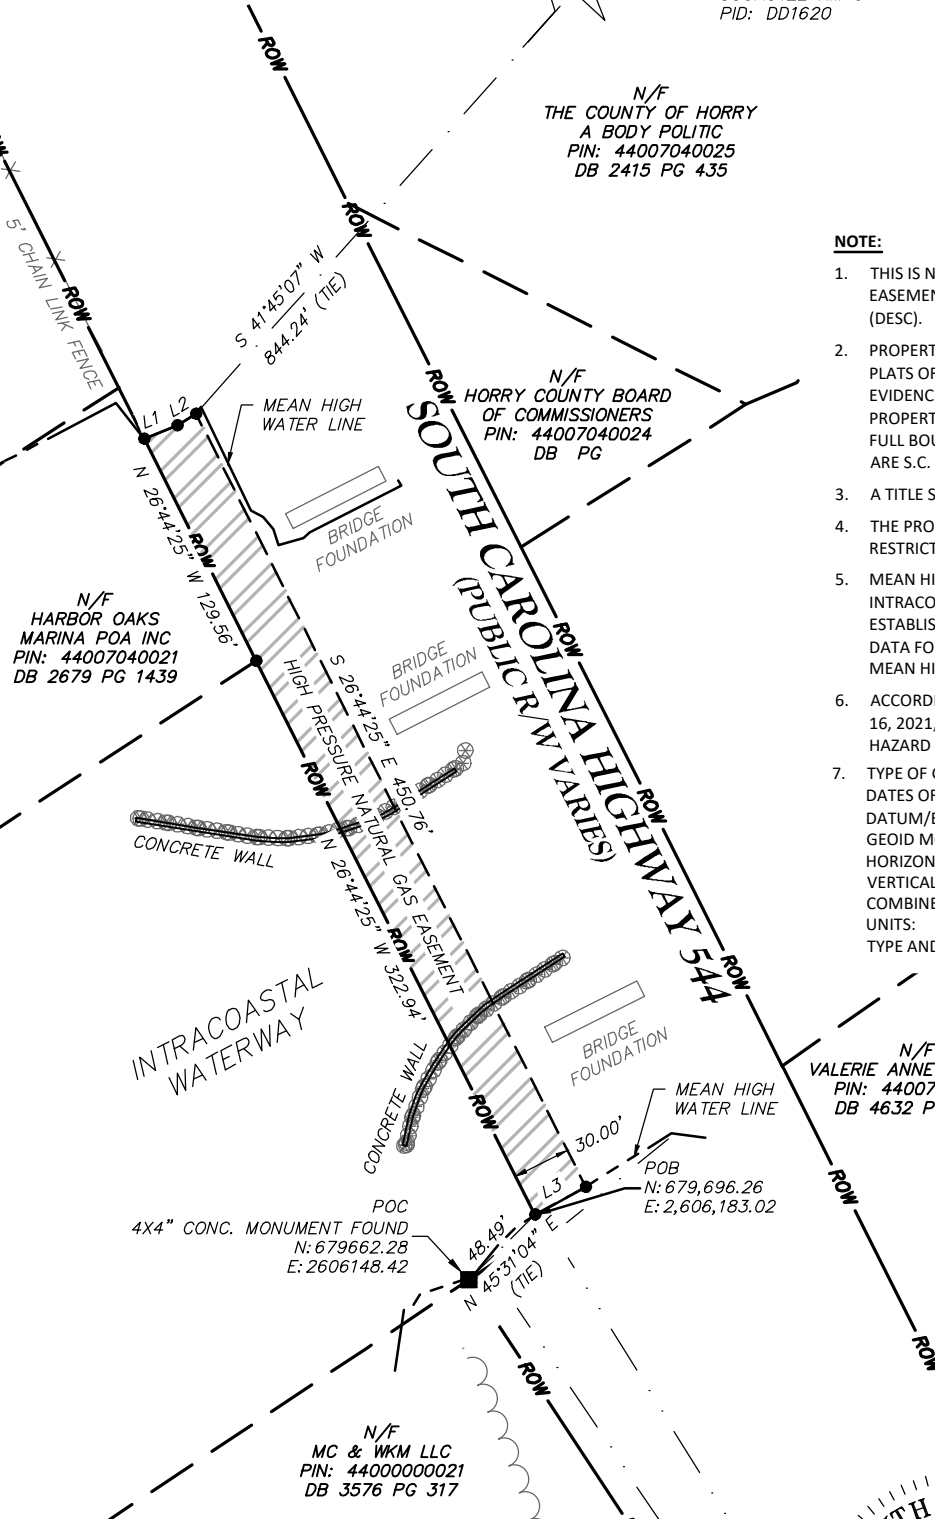 PID: DD1620
ROW
N/F
THE COUNTY OF HORRY
A BODY POLITIC
PIN: 44007040025
DB 2415 PG 435
ROW
5' CHAIN LINK FENCE
ROW
S 41°45'07" W
844.24' (TIE)
NOTE:
1. THIS IS N
EASEMEN
(DESC).
2. PROPERT
PLATS OF
EVIDENC
PROPERT
FULL BOU
ARE S.C.
3. A TITLE S
4. THE PRO
RESTRICT
5. MEAN HI
INTRACO
ESTABLIS
DATA FO
MEAN HI
6. ACCORDI
16, 2021,
HAZARD
7. TYPE OF G
DATES OF
DATUM/E
GEOID MO
HORIZON
VERTICAL
COMBINE
UNITS:
TYPE AND
ROW
N/F
HORRY COUNTY BOARD
OF COMMISSIONERS
PIN: 44007040024
DB PG
L1
L2
MEAN HIGH
WATER LINE
SOUTH CAROLINA HIGHWAY 544
(PUBLIC R/W VARIES)
BRIDGE
FOUNDATION
N 26°44'25" W 129.56'
ROW
N/F
HARBOR OAKS
MARINA POA INC
PIN: 44007040021
DB 2679 PG 1439
BRIDGE
FOUNDATION
ROW
HIGH PRESSURE NATURAL GAS EASEMENT
S 26°44'25" E 450.76'
ROW
ROW
CONCRETE WALL
N 26°44'25" W 322.94'
ROW
ROW
INTRACOASTAL
WATERWAY
BRIDGE
FOUNDATION
CONCRETE WALL
ROW
N/F
VALERIE ANNE
PIN: 44007
DB 4632 P
MEAN HIGH
WATER LINE
30.00'
L3
POB
N: 679,696.26
E: 2,606,183.02
ROW
POC
4X4" CONC. MONUMENT FOUND
N: 679662.28
E: 2606148.42
48.49'
N 45°31'04" E
(TIE)
ROW
ROW
N/F
MC & WKM LLC
PIN: 44000000021
DB 3576 PG 317
TH